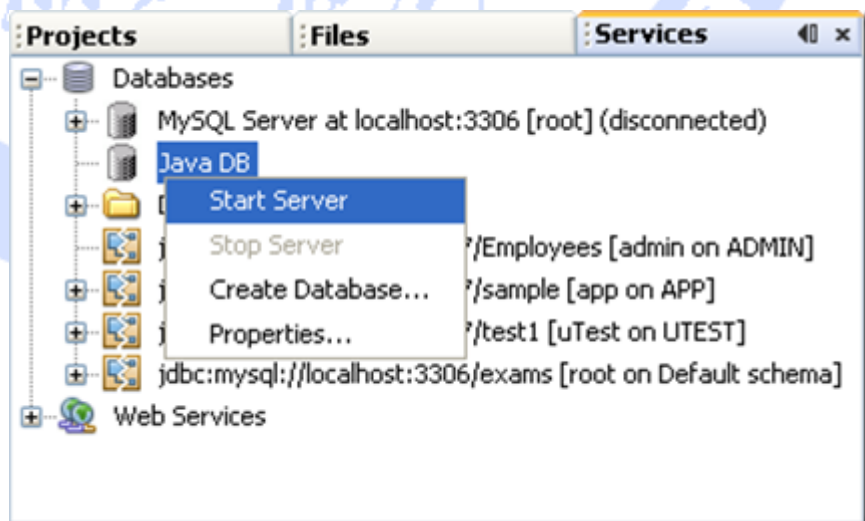 Projects Files Services
Databases
MySQL Server at localhost:3306 [root] (disconnected)
Java DB
Start Server
Stop Server
/Employees [admin on ADMIN]
Create Database...
/sample [app on APP]
Properties...
/test1 [uTest on UTEST]
jdbc:mysql://localhost:3306/exams [root on Default schema]
Web Services